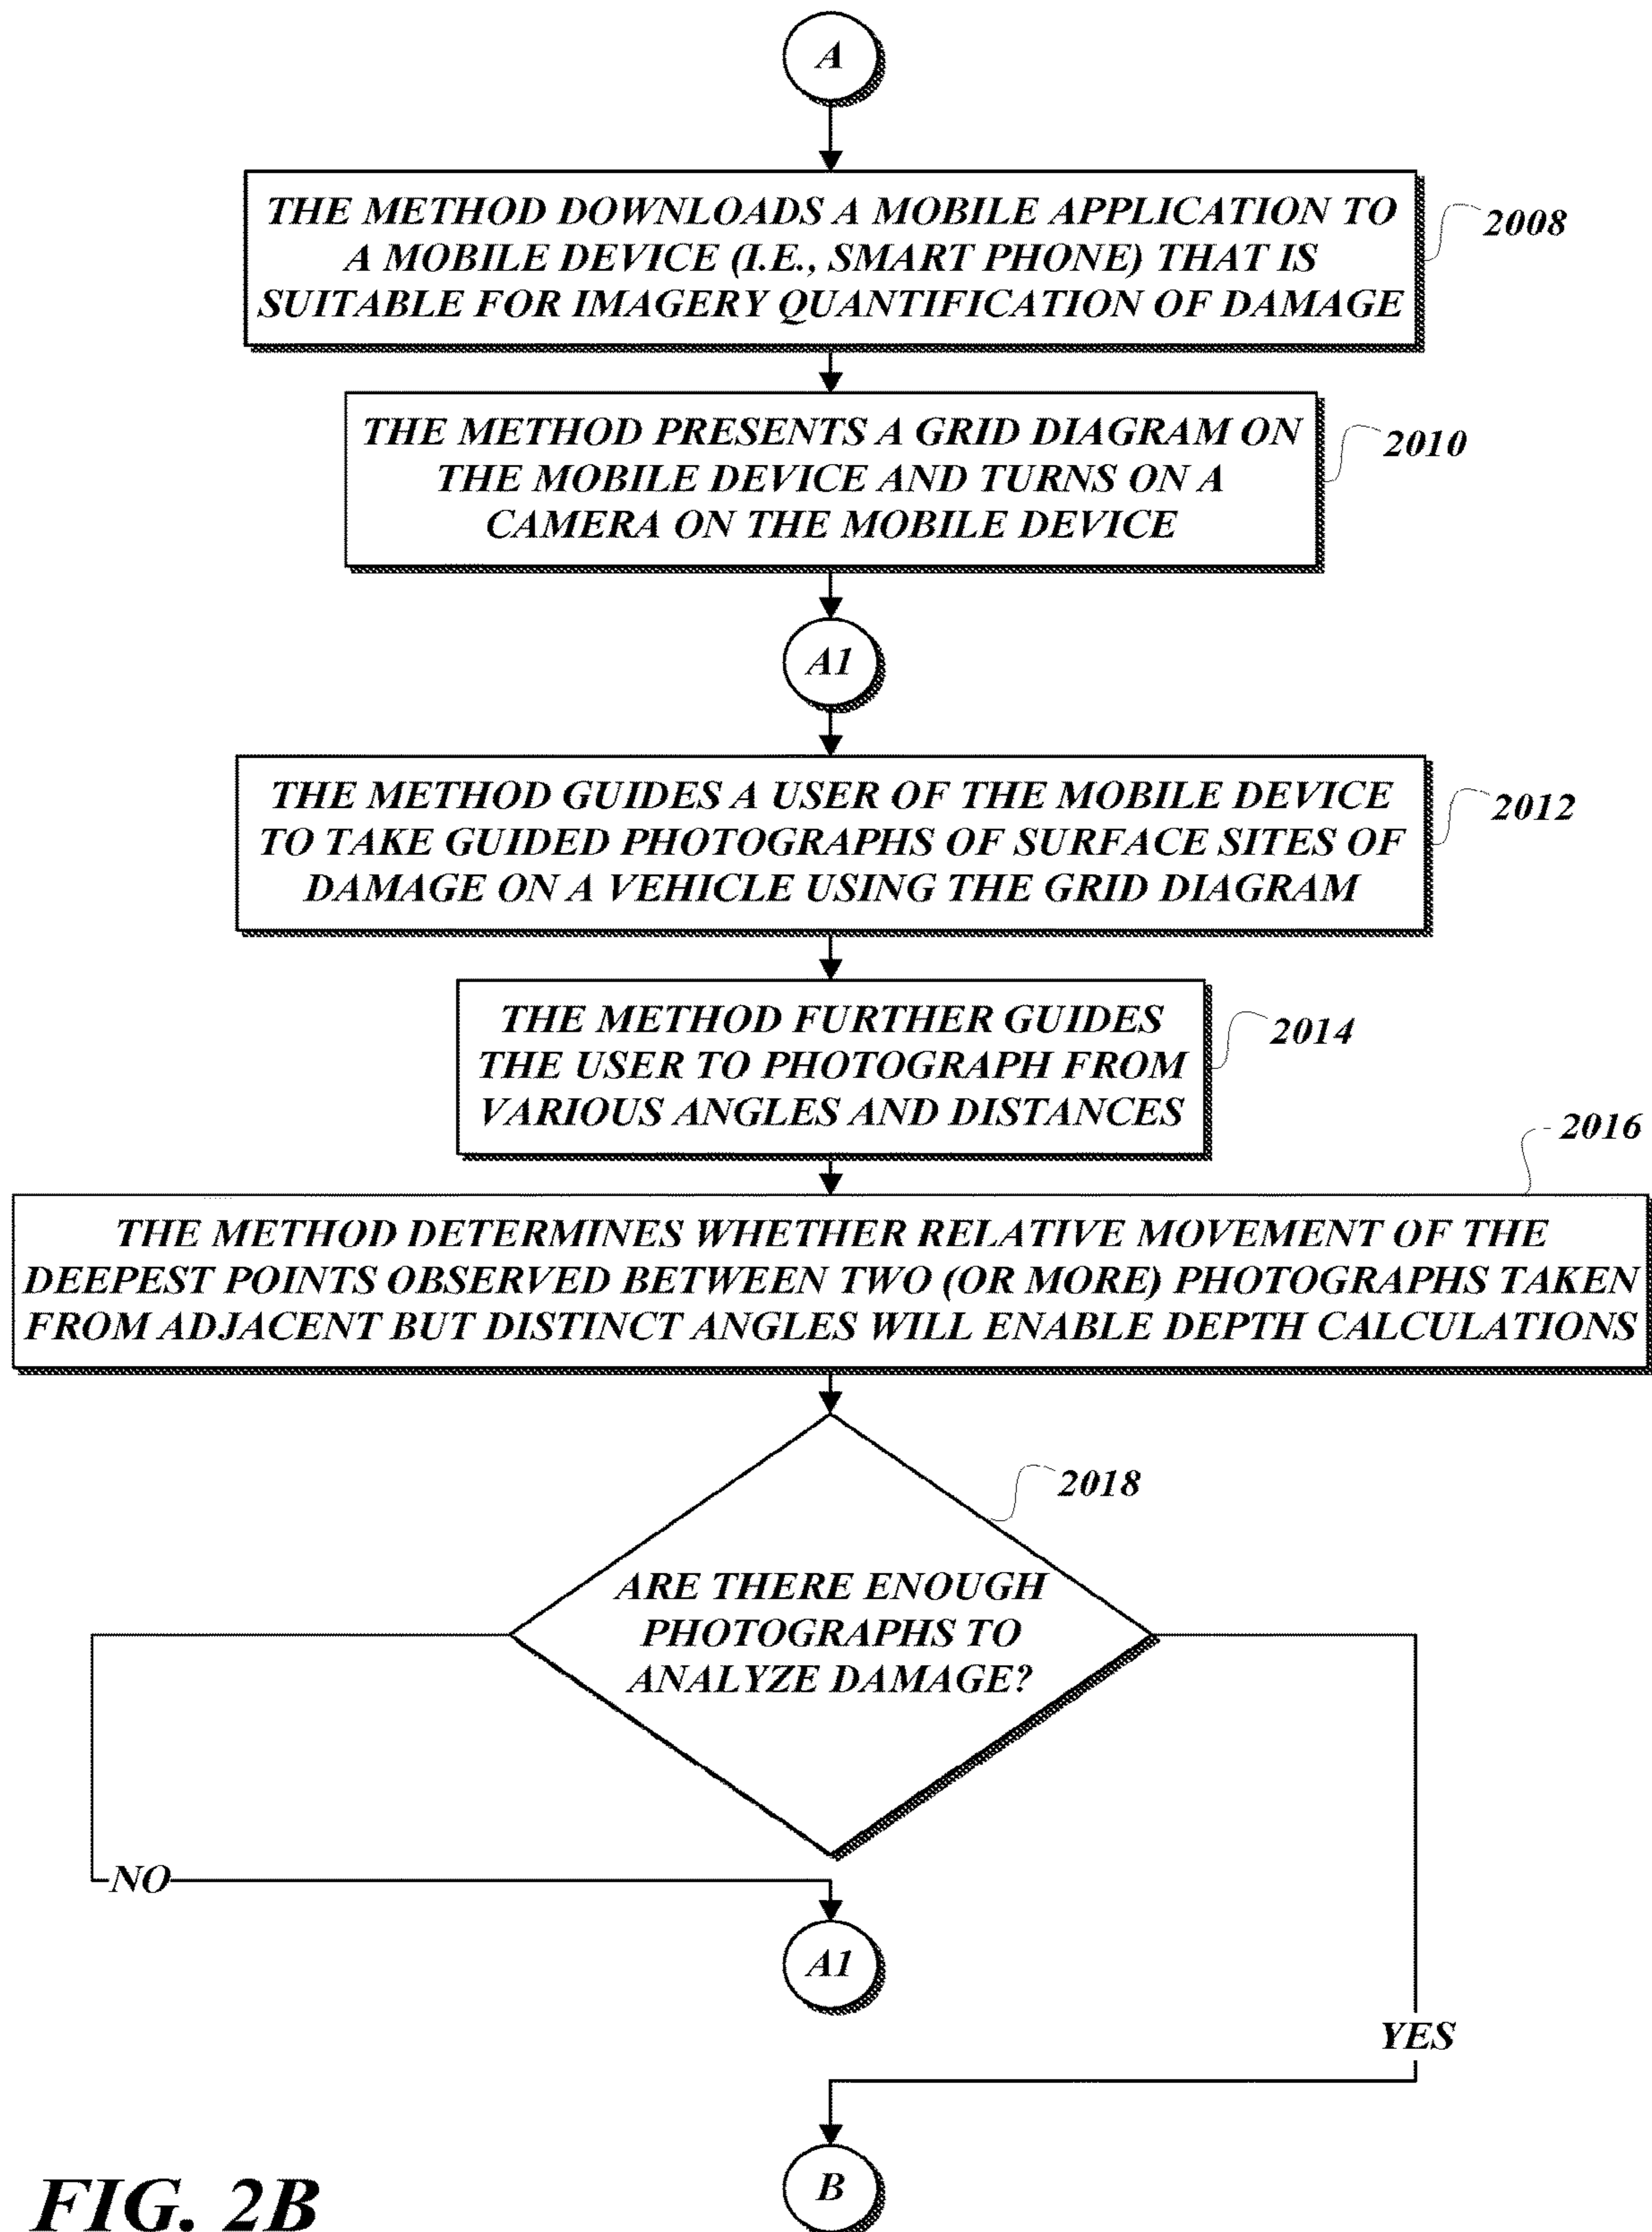 A
THE METHOD DOWNLOADS A MOBILE APPLICATION TO
A MOBILE DEVICE (I.E., SMART PHONE) THAT IS
SUITABLE FOR IMAGERY QUANTIFICATION OF DAMAGE
2008
THE METHOD PRESENTS A GRID DIAGRAM ON
THE MOBILE DEVICE AND TURNS ON A
CAMERA ON THE MOBILE DEVICE
2010
A1
THE METHOD GUIDES A USER OF THE MOBILE DEVICE
TO TAKE GUIDED PHOTOGRAPHS OF SURFACE SITES OF
DAMAGE ON A VEHICLE USING THE GRID DIAGRAM
2012
THE METHOD FURTHER GUIDES
THE USER TO PHOTOGRAPH FROM
VARIOUS ANGLES AND DISTANCES
2014
2016
THE METHOD DETERMINES WHETHER RELATIVE MOVEMENT OF THE
DEEPEST POINTS OBSERVED BETWEEN TWO (OR MORE) PHOTOGRAPHS TAKEN
FROM ADJACENT BUT DISTINCT ANGLES WILL ENABLE DEPTH CALCULATIONS
2018
ARE THERE ENOUGH
PHOTOGRAPHS TO
ANALYZE DAMAGE?
NO
A1
YES
B
FIG. 2B